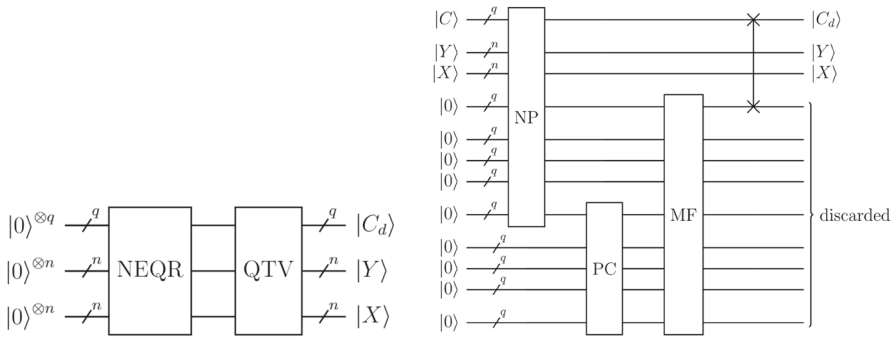 |0⟩^{⊗q} q q |C_d⟩
|0⟩^{⊗n} n NEQR QTV n |Y⟩
|0⟩^{⊗n} n n |X⟩
|C⟩ q |C_d⟩
|Y⟩ n |Y⟩
|X⟩ n |X⟩
|0⟩ q
NP
|0⟩ q
|0⟩ q
|0⟩ q
|0⟩ q MF discarded
|0⟩ q
|0⟩ q PC
|0⟩ q
|0⟩ q